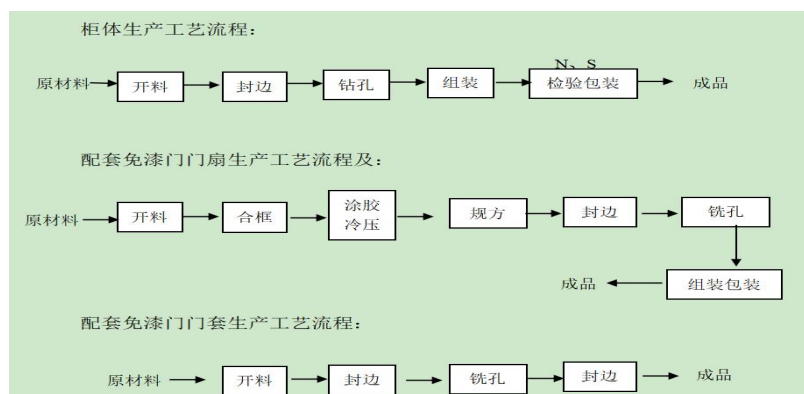 柜体生产工艺流程：
N、S
原材料 开料 封边 钻孔 组装 检验包装 成品
配套免漆门门扇生产工艺流程及：
原材料 开料 合框 涂胶 冷压 规方 封边 铣孔
成品 组装包装
配套免漆门门套生产工艺流程：
原材料 开料 封边 铣孔 封边 成品